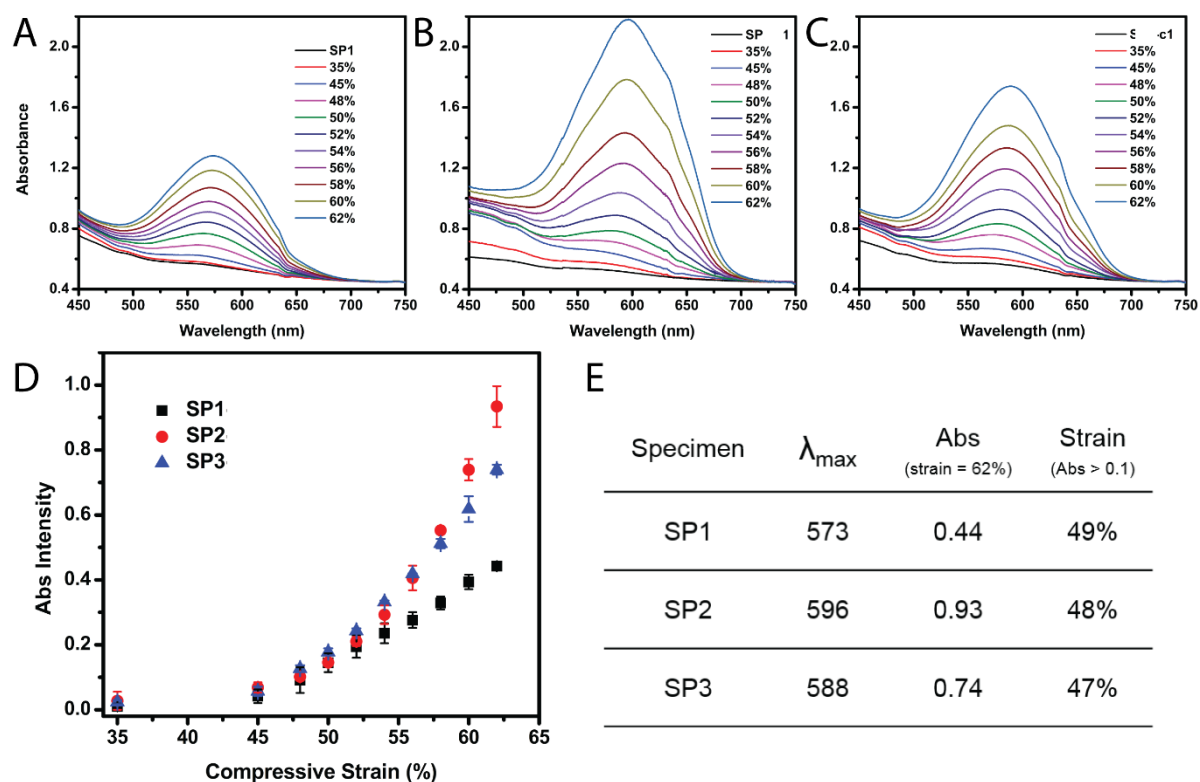 A
Absorbance
2.0
1.6
1.2
0.8
0.4
SP1
35%
45%
48%
50%
52%
54%
56%
58%
60%
62%
450 500 550 600 650 700 750
Wavelength (nm)
B
2.0
1.6
1.2
0.8
0.4
SP 1
35%
45%
48%
50%
52%
54%
56%
58%
60%
62%
450 500 550 600 650 700 750
Wavelength (nm)
C
2.0
1.6
1.2
0.8
0.4
35%
45%
48%
50%
52%
54%
56%
58%
60%
62%
450 500 550 600 650 700 750
Wavelength (nm)
D
Abs Intensity
1.0
0.8
0.6
0.4
0.2
0.0
SP1
SP2
SP3
35 40 45 50 55 60 65
Compressive Strain (%)
E
Specimen λmax Abs Strain
(strain = 62%) (Abs > 0.1)
SP1 573 0.44 49%
SP2 596 0.93 48%
SP3 588 0.74 47%